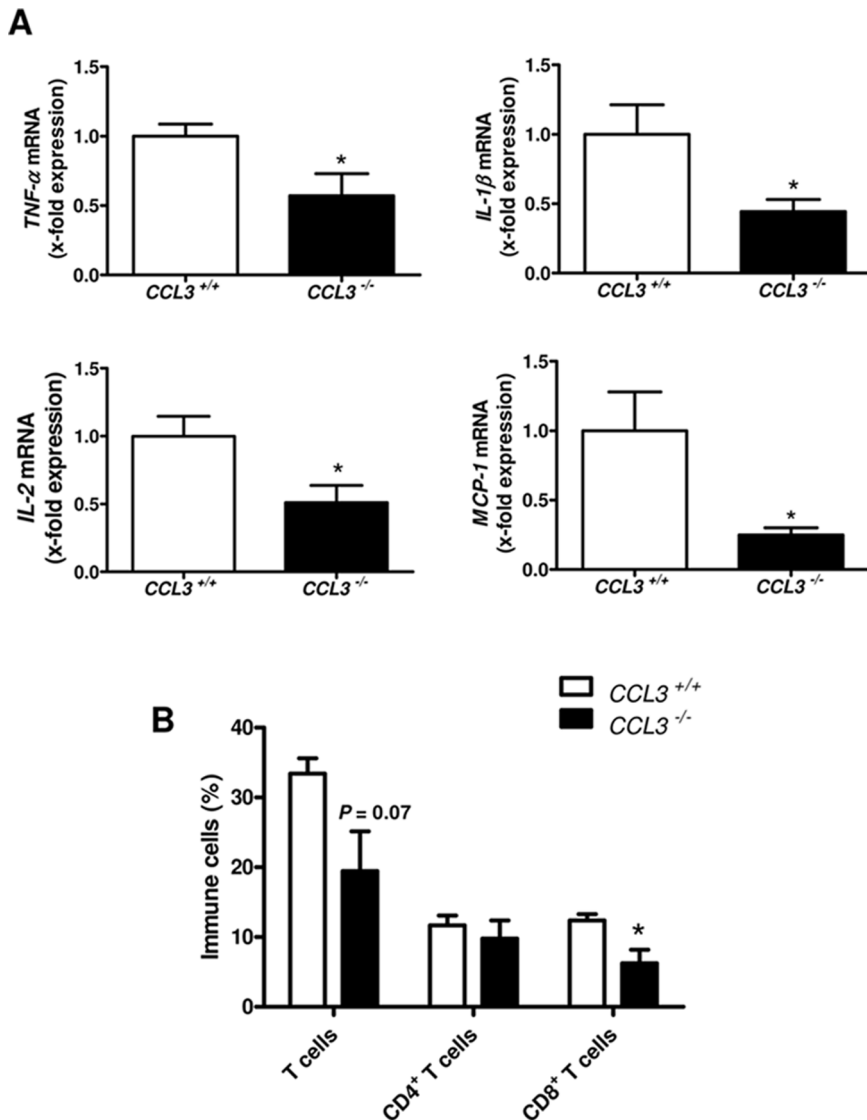 A
TNF-α mRNA
(x-fold expression)
1.5
1.0
0.5
0.0
CCL3 +/+
CCL3 -/-
*
IL-1β mRNA
(x-fold expression)
1.5
1.0
0.5
0.0
CCL3 +/+
CCL3 -/-
*
IL-2 mRNA
(x-fold expression)
1.5
1.0
0.5
0.0
CCL3 +/+
CCL3 -/-
*
MCP-1 mRNA
(x-fold expression)
1.5
1.0
0.5
0.0
CCL3 +/+
CCL3 -/-
*
B
CCL3 +/+
CCL3 -/-
Immune cells (%)
40
30
20
10
0
P = 0.07
*
T cells
CD4+ T cells
CD8+ T cells